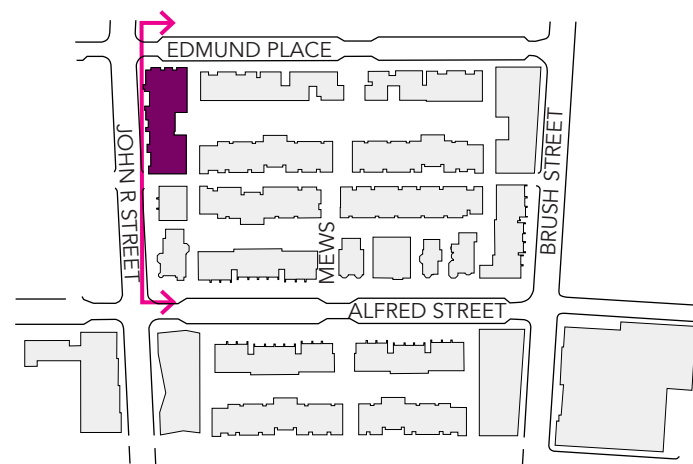 EDMUND PLACE
JOHN R STREET
BRUSH STREET
MEWS
ALFRED STREET